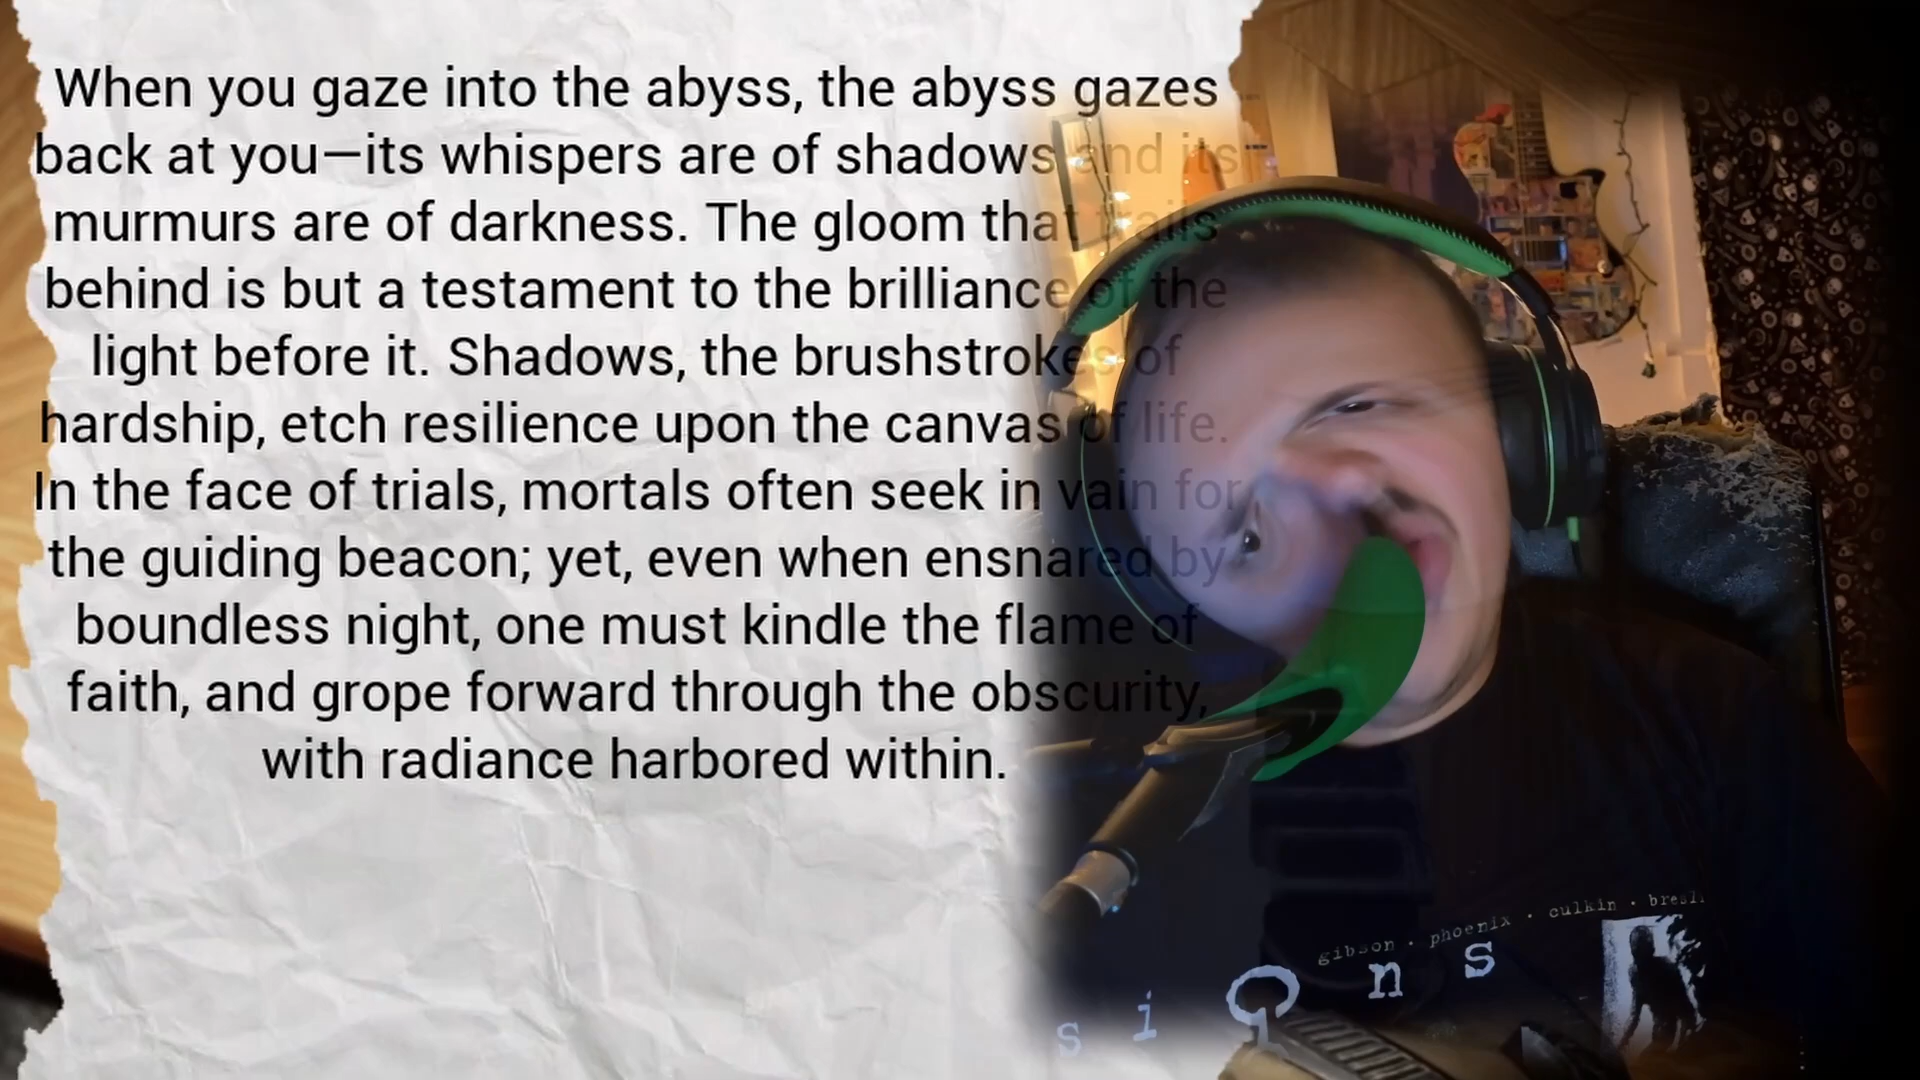 When you gaze into the abyss, the abyss gazes
back at you—its whispers are of shadows and its
murmurs are of darkness. The gloom that trails
behind is but a testament to the brilliance of the
light before it. Shadows, the brushstrokes of
hardship, etch resilience upon the canvas of life.
In the face of trials, mortals often seek in vain for
the guiding beacon; yet, even when ensnared by
boundless night, one must kindle the flame of
faith, and grope forward through the obscurity,
with radiance harbored within.
gibson · phoenix · culkin ·
s i g n s